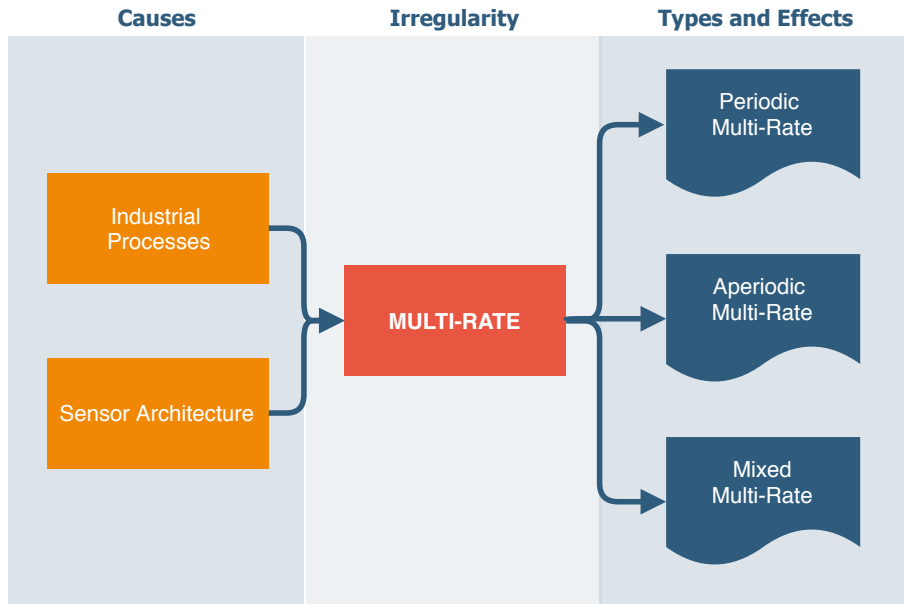 Causes
Irregularity
Types and Effects
Industrial
Processes
Sensor Architecture
MULTI-RATE
Periodic
Multi-Rate
Aperiodic
Multi-Rate
Mixed
Multi-Rate